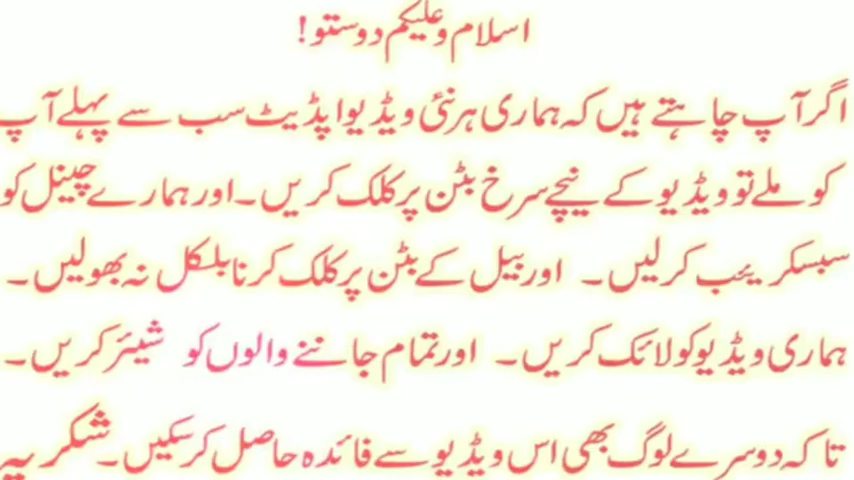 اسلام وعلیکم دوستو!
اگر آپ چاہتے ہیں کہ ہماری ہر نئی ویڈیو اپڈیٹ سب سے پہلے آپ
کو ملے تو ویڈیو کے نیچے سرخ بٹن پر کلک کریں۔ اور ہمارے چینل کو
سبسکرئیب کرلیں۔ اور بیل کے بٹن پر کلک کرنا بلکل نہ بھولیں۔
ہماری ویڈیو کو لائک کریں۔ اور تمام جاننے والوں کو شیئر کریں۔
تاکہ دوسرے لوگ بھی اس ویڈیو سے فائدہ حاصل کرسکیں۔ شکریہ